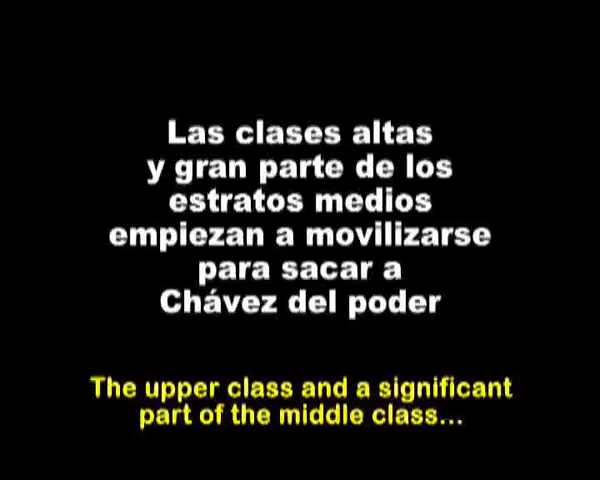 Las clases altas
y gran parte de los
estratos medios
empiezan a movilizarse
para sacar a
Chávez del poder
The upper class and a significant
part of the middle class...